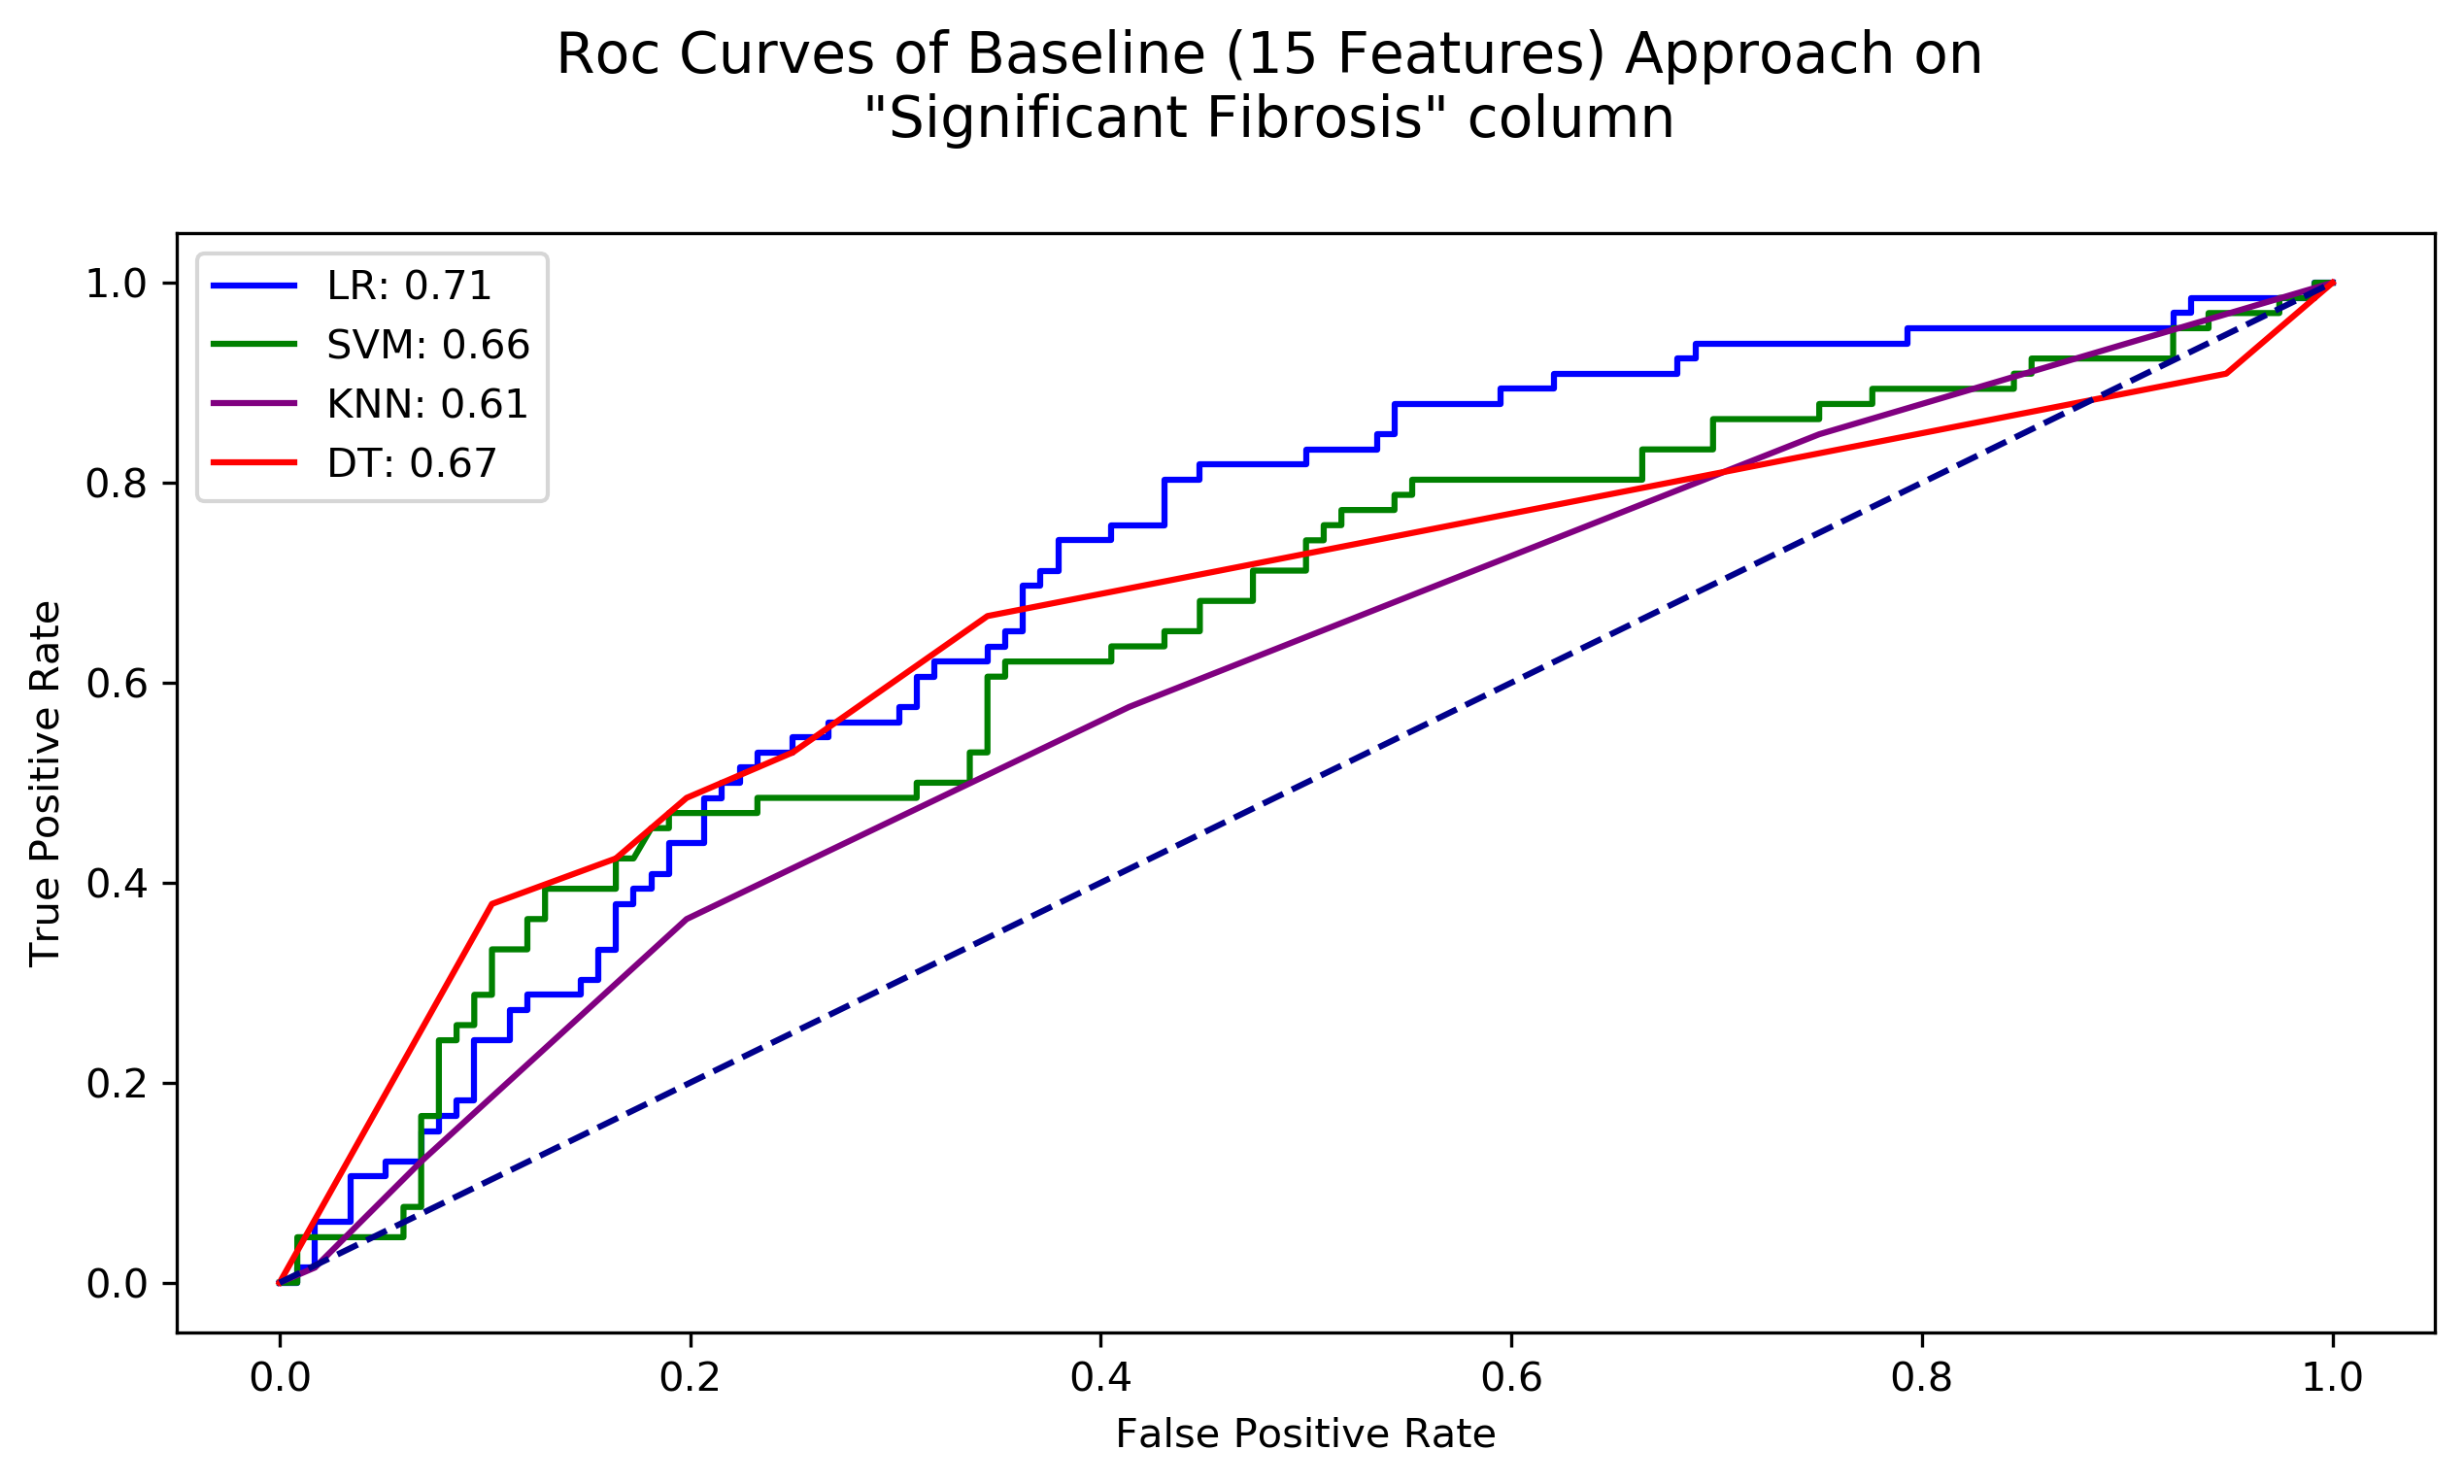 Roc Curves of Baseline (15 Features) Approach on
"Significant Fibrosis" column
LR: 0.71
SVM: 0.66
KNN: 0.61
DT: 0.67
True Positive Rate
1.0
0.8
0.6
0.4
0.2
0.0
0.0 0.2 0.4 0.6 0.8 1.0
False Positive Rate